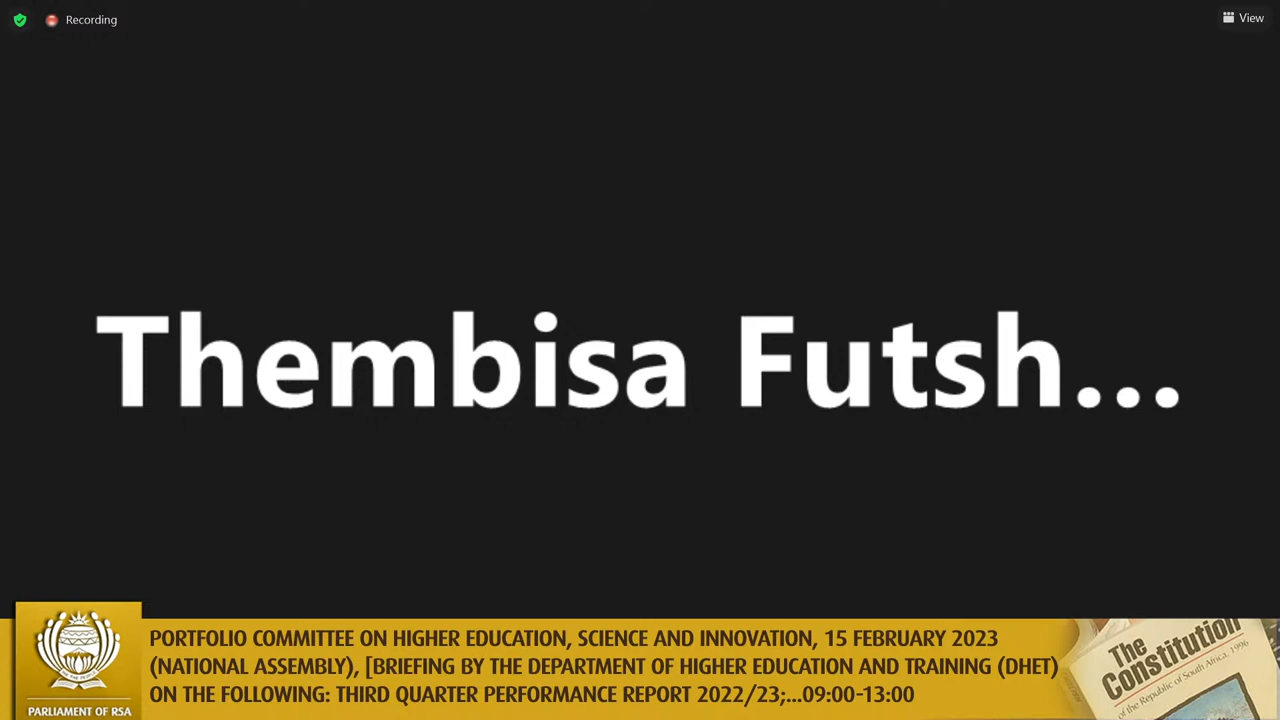 Recording
View
Thembisa Futsh...
PORTFOLIO COMMITTEE ON HIGHER EDUCATION, SCIENCE AND INNOVATION, 15 FEBRUARY 2023
(NATIONAL ASSEMBLY), [BRIEFING BY THE DEPARTMENT OF HIGHER EDUCATION AND TRAINING (DHET)
ON THE FOLLOWING: THIRD QUARTER PERFORMANCE REPORT 2022/23;...09:00-13:00
PARLIAMENT OF RSA
The
Constitution
of the Republic of South Africa, 1996